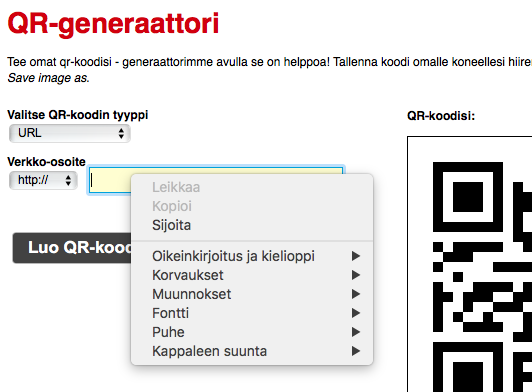 QR-generaattori
Tee omat qr-koodisi - generaattorimme avulla se on helppoa! Tallenna koodi omalle koneellesi
Save image as.
Valitse QR-koodin tyyppi
URL
Verkko-osoite
http://
Luo QR-kood
QR-koodisi:
Leikkaa
Kopioi
Sijoita
Oikeinkirjoitus ja kielioppi
Korvaukset
Muunnokset
Fontti
Puhe
Kappaleen suunta